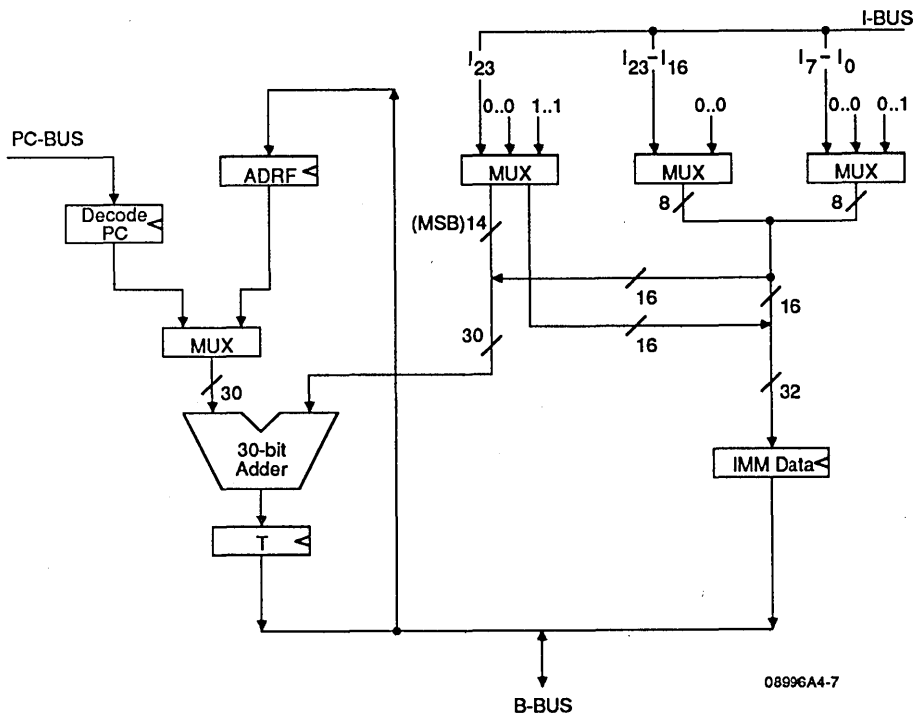 I-BUS
I23
I23–I16
I7 – I0
0..0 1..1
0..0
0..0 0..1
PC-BUS
ADRF
MUX
MUX
MUX
Decode
PC
8
8
(MSB)14
16
16
30
16
MUX
30
32
30-bit
Adder
IMM Data
T
08996A4-7
B-BUS